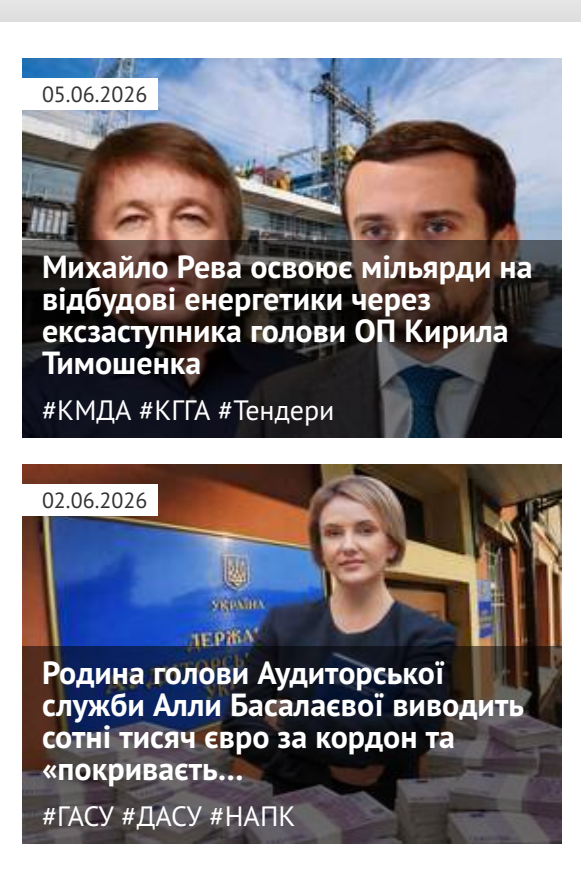 05.06.2026
Михайло Рева освоює мільярди на
відбудові енергетики через
ексзаступника голови ОП Кирила
Тимошенка
#КМДА #КГГА #Тендери
02.06.2026
УКРАЇНА
ДЕРЖА
Родина голови Аудиторської
служби Алли Басалаєвої виводить
сотні тисяч євро за кордон та
«покриваєть...
#ГАСУ #ДАСУ #НАПК